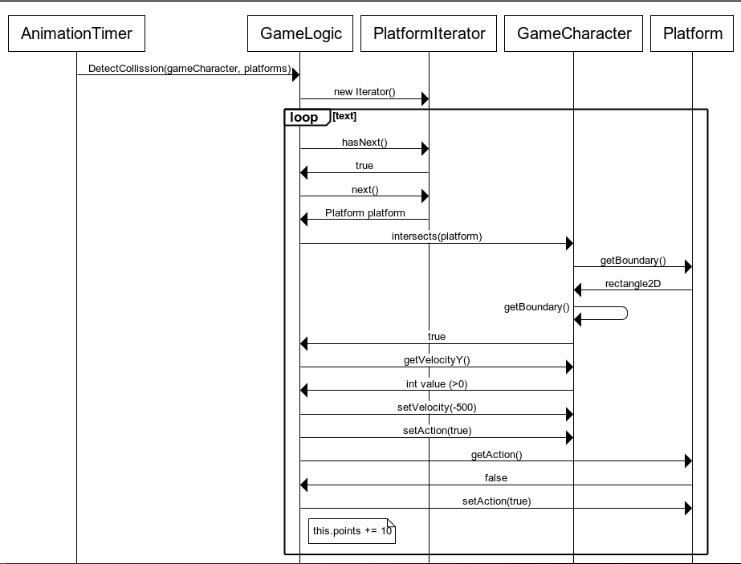 AnimationTimer
GameLogic
PlatformIterator
GameCharacter
Platform
DetectCollission(gameCharacter, platforms)
new Iterator()
loop
[text]
hasNext()
true
next()
Platform platform
intersects(platform)
getBoundary()
rectangle2D
getBoundary()
true
getVelocityY()
int value (>0)
setVelocity(-500)
setAction(true)
getAction()
false
setAction(true)
this.points += 10